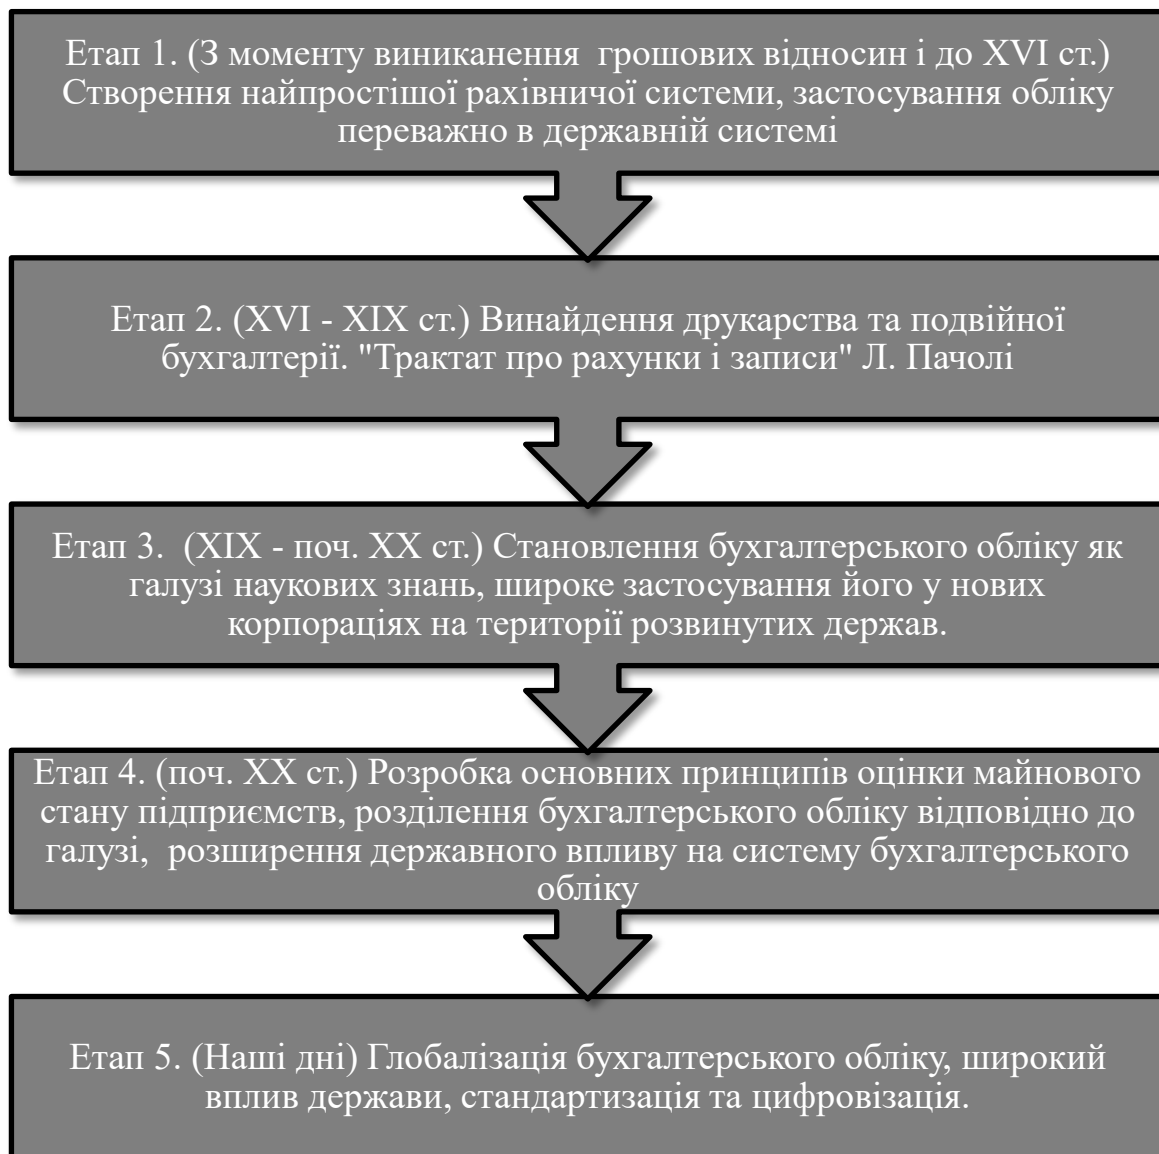 Етап 1. (З моменту виниканення  грошових відносин і до XVI ст.)
Створення найпростішої рахівничої системи, застосування обліку
переважно в державній системі
Етап 2. (XVI - XIX ст.) Винайдення друкарства та подвійної
бухгалтерії. "Трактат про рахунки і записи" Л. Пачолі
Етап 3.  (XIX - поч. XX ст.) Становлення бухгалтерського обліку як
галузі наукових знань, широке застосування його у нових
корпораціях на території розвинутих держав.
Етап 4. (поч. XX ст.) Розробка основних принципів оцінки майнового
стану підприємств, розділення бухгалтерського обліку відповідно до
галузі,  розширення державного впливу на систему бухгалтерського
обліку
Етап 5. (Наші дні) Глобалізація бухгалтерського обліку, широкий
вплив держави, стандартизація та цифровізація.